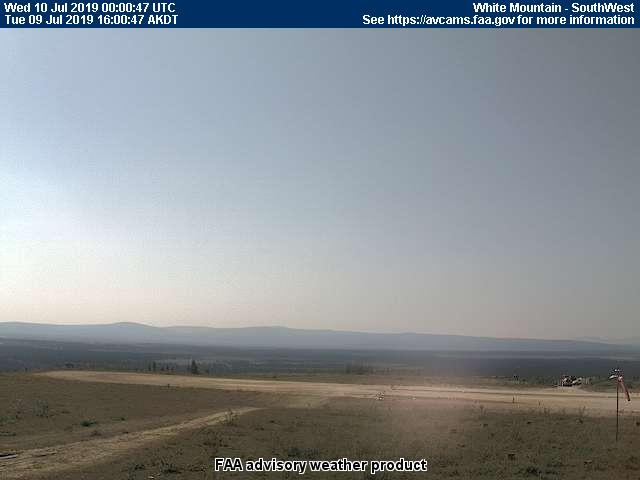 Wed 10 Jul 2019 00:00:47 UTC
White Mountain - SouthWest
Tue 09 Jul 2019 16:00:47 AKDT
See https://avcams.faa.gov for more information
FAA advisory weather product